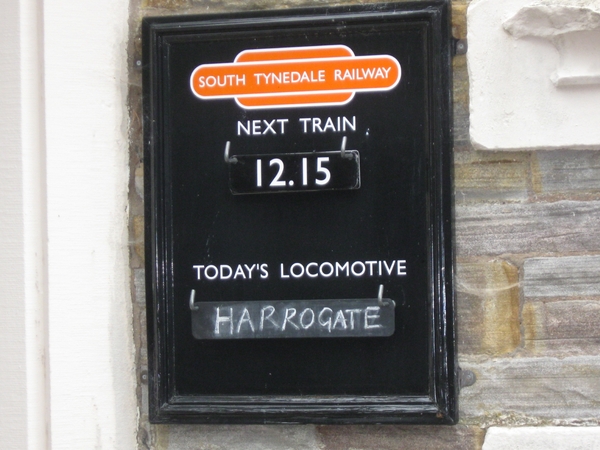 SOUTH TYNEDALE RAILWAY
NEXT TRAIN
12.15
TODAY'S LOCOMOTIVE
HARROGATE